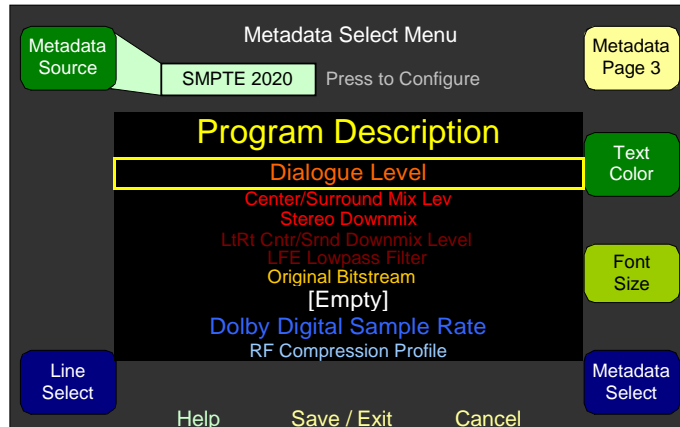 Metadata Select Menu
Metadata
Source
SMPTE 2020
Press to Configure
Metadata
Page 3
Program Description
Dialogue Level
Center/Surround Mix Lev
Stereo Downmix
LtRt Cntr/Srnd Downmix Level
LFE Lowpass Filter
Original Bitstream
[Empty]
Dolby Digital Sample Rate
RF Compression Profile
Text
Color
Font
Size
Line
Select
Metadata
Select
Help
Save / Exit
Cancel